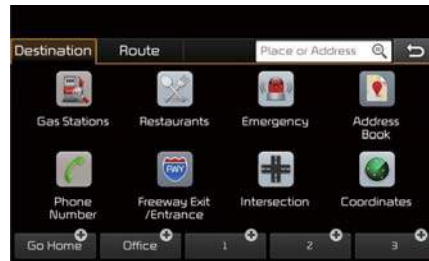 Destination Route Place or Address
Gas Stations Restaurants Emergency Address Book
Phone Number Freeway Exit /Entrance Intersection Coordinates
FWY
Go Home Office 1 2 3